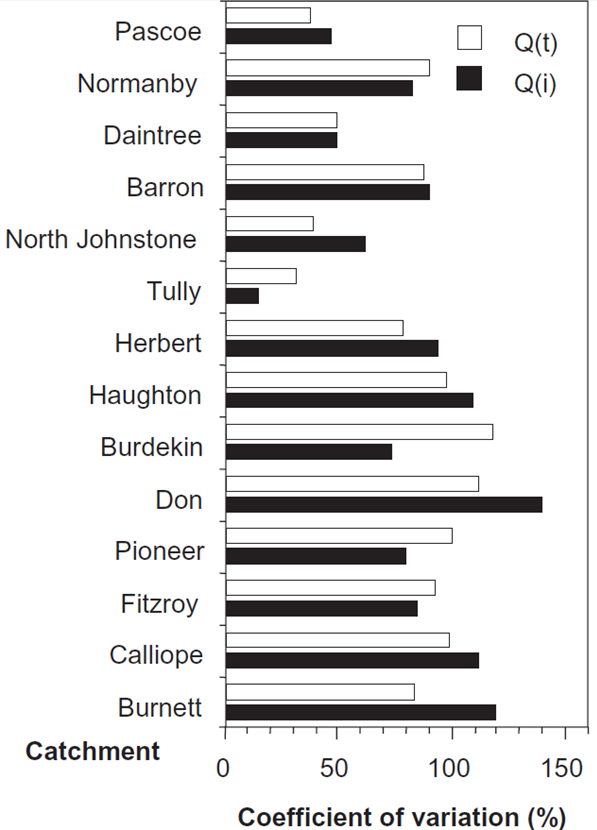 Pascoe
Q(t)
Normanby
Q(i)
Daintree
Barron
North Johnstone
Tully
Herbert
Haughton
Burdekin
Don
Pioneer
Fitzroy
Calliope
Burnett
Catchment
0 50 100 150
Coefficient of variation (%)